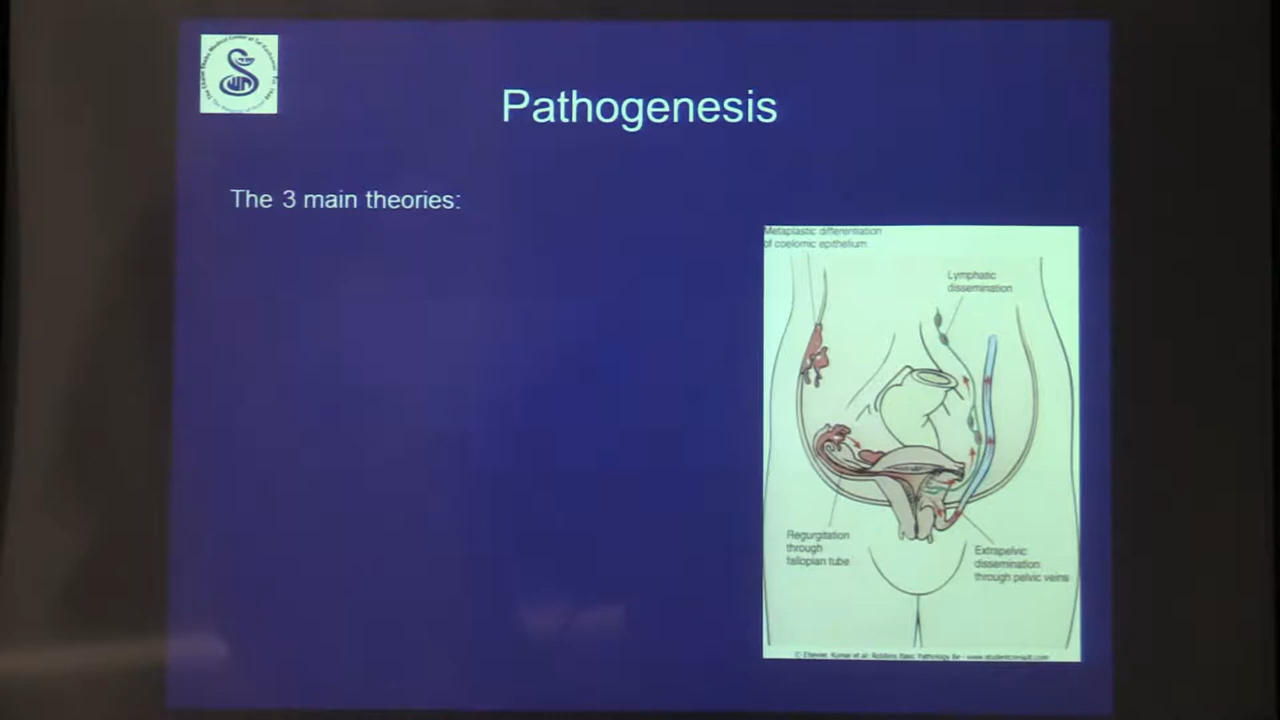 Pathogenesis
The 3 main theories:
Metaplastic differentiation
of coelomic epithelium
Lymphatic
dissemination
Regurgitation
through
fallopian tube
Extrapelvic
dissemination
through pelvic veins
© Elsevier. Kumar et al: Robbins Basic Pathology 8e - www.studentconsult.com